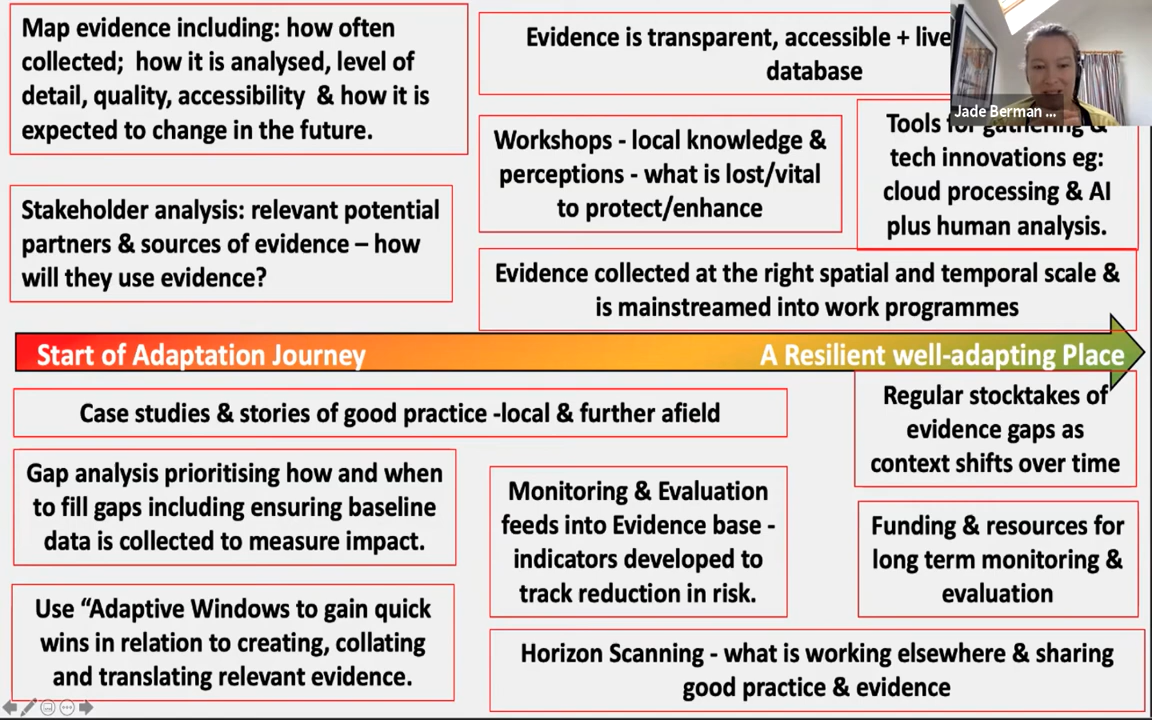 Map evidence including: how often
collected;  how it is analysed, level of
detail, quality, accessibility  & how it is
expected to change in the future.
Evidence is transparent, accessible + live
database
Jade Berman ...
Workshops - local knowledge &
perceptions - what is lost/vital
to protect/enhance
Tools for gathering &
tech innovations eg:
cloud processing & AI
plus human analysis.
Stakeholder analysis: relevant potential
partners & sources of evidence – how
will they use evidence?
Evidence collected at the right spatial and temporal scale &
is mainstreamed into work programmes
Start of Adaptation Journey
A Resilient well-adapting Place
Case studies & stories of good practice -local & further afield
Regular stocktakes of
evidence gaps as
context shifts over time
Gap analysis prioritising how and when
to fill gaps including ensuring baseline
data is collected to measure impact.
Monitoring & Evaluation
feeds into Evidence base -
indicators developed to
track reduction in risk.
Funding & resources for
long term monitoring &
evaluation
Use “Adaptive Windows to gain quick
wins in relation to creating, collating
and translating relevant evidence.
Horizon Scanning - what is working elsewhere & sharing
good practice & evidence